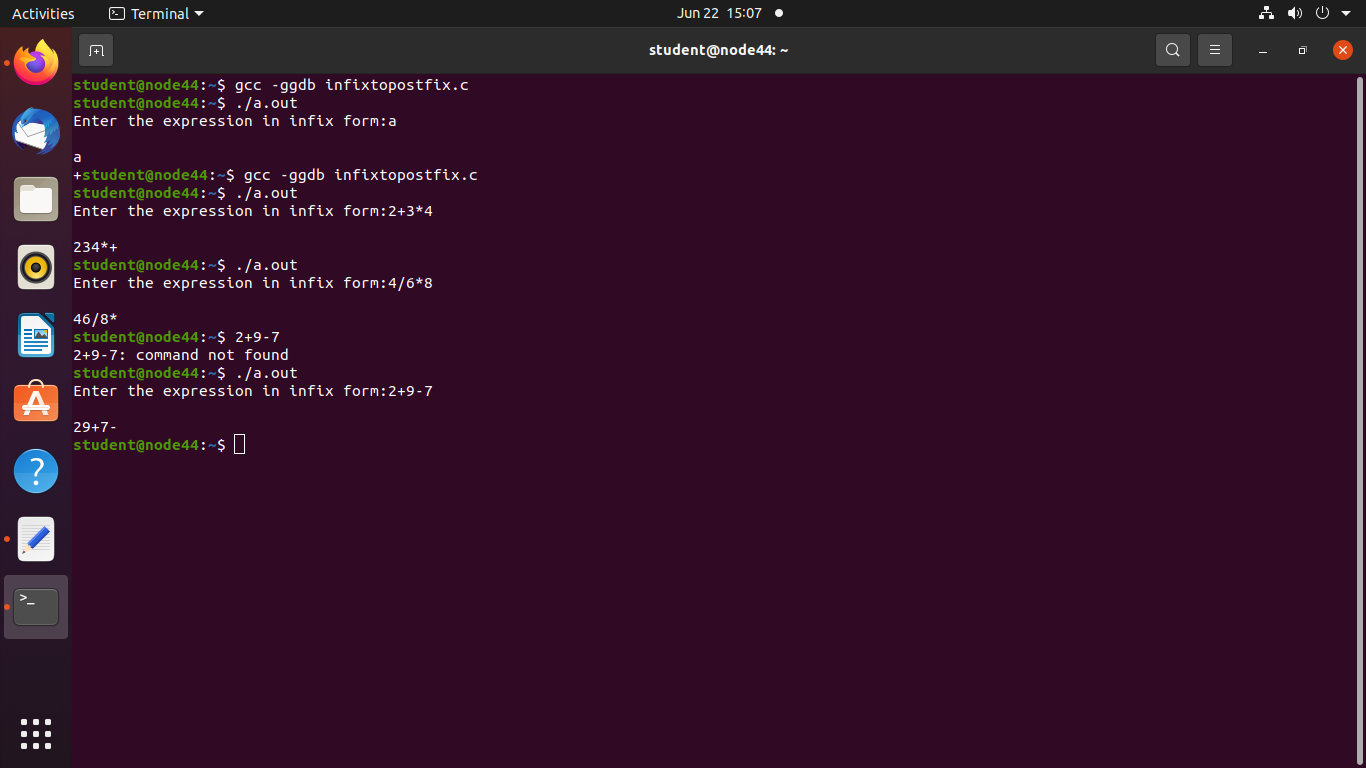 Activities Terminal Jun 22 15:07
student@node44: ~
student@node44:~$ gcc -ggdb infixtopostfix.c
student@node44:~$ ./a.out
Enter the expression in infix form:a
a
+student@node44:~$ gcc -ggdb infixtopostfix.c
student@node44:~$ ./a.out
Enter the expression in infix form:2+3*4
234*+
student@node44:~$ ./a.out
Enter the expression in infix form:4/6*8
46/8*
student@node44:~$ 2+9-7
2+9-7: command not found
student@node44:~$ ./a.out
Enter the expression in infix form:2+9-7
29+7-
student@node44:~$